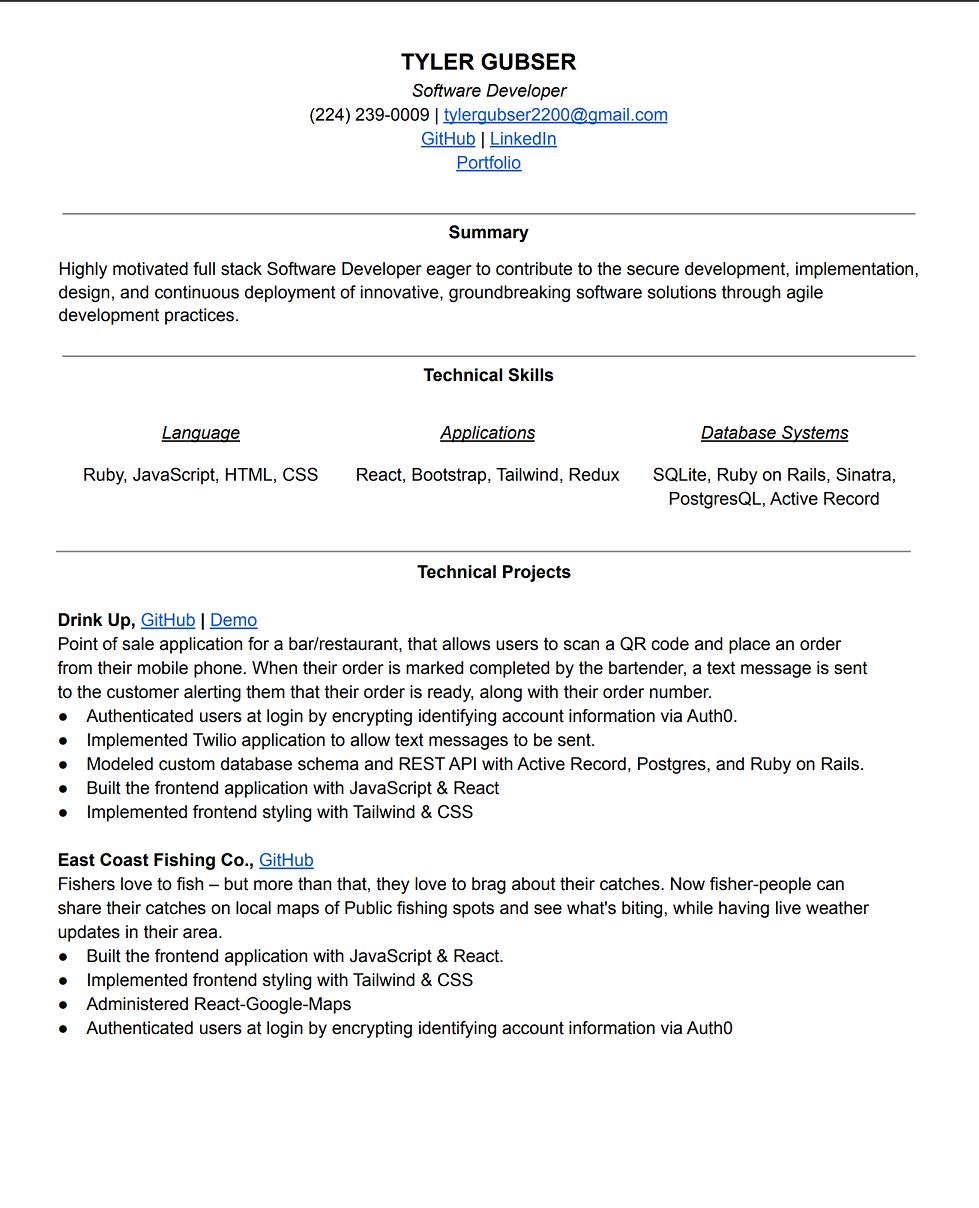 TYLER GUBSER
Software Developer
(224) 239-0009 | tylergubser2200@gmail.com
GitHub | LinkedIn
Portfolio
Summary
Highly motivated full stack Software Developer eager to contribute to the secure development, implementation,
design, and continuous deployment of innovative, groundbreaking software solutions through agile
development practices.
Technical Skills
Language
Ruby, JavaScript, HTML, CSS
Applications
React, Bootstrap, Tailwind, Redux
Database Systems
SQLite, Ruby on Rails, Sinatra,
PostgresQL, Active Record
Technical Projects
Drink Up, GitHub | Demo
Point of sale application for a bar/restaurant, that allows users to scan a QR code and place an order
from their mobile phone. When their order is marked completed by the bartender, a text message is sent
to the customer alerting them that their order is ready, along with their order number.
● Authenticated users at login by encrypting identifying account information via Auth0.
● Implemented Twilio application to allow text messages to be sent.
● Modeled custom database schema and REST API with Active Record, Postgres, and Ruby on Rails.
● Built the frontend application with JavaScript & React
● Implemented frontend styling with Tailwind & CSS
East Coast Fishing Co., GitHub
Fishers love to fish – but more than that, they love to brag about their catches. Now fisher-people can
share their catches on local maps of Public fishing spots and see what's biting, while having live weather
updates in their area.
● Built the frontend application with JavaScript & React.
● Implemented frontend styling with Tailwind & CSS
● Administered React-Google-Maps
● Authenticated users at login by encrypting identifying account information via Auth0